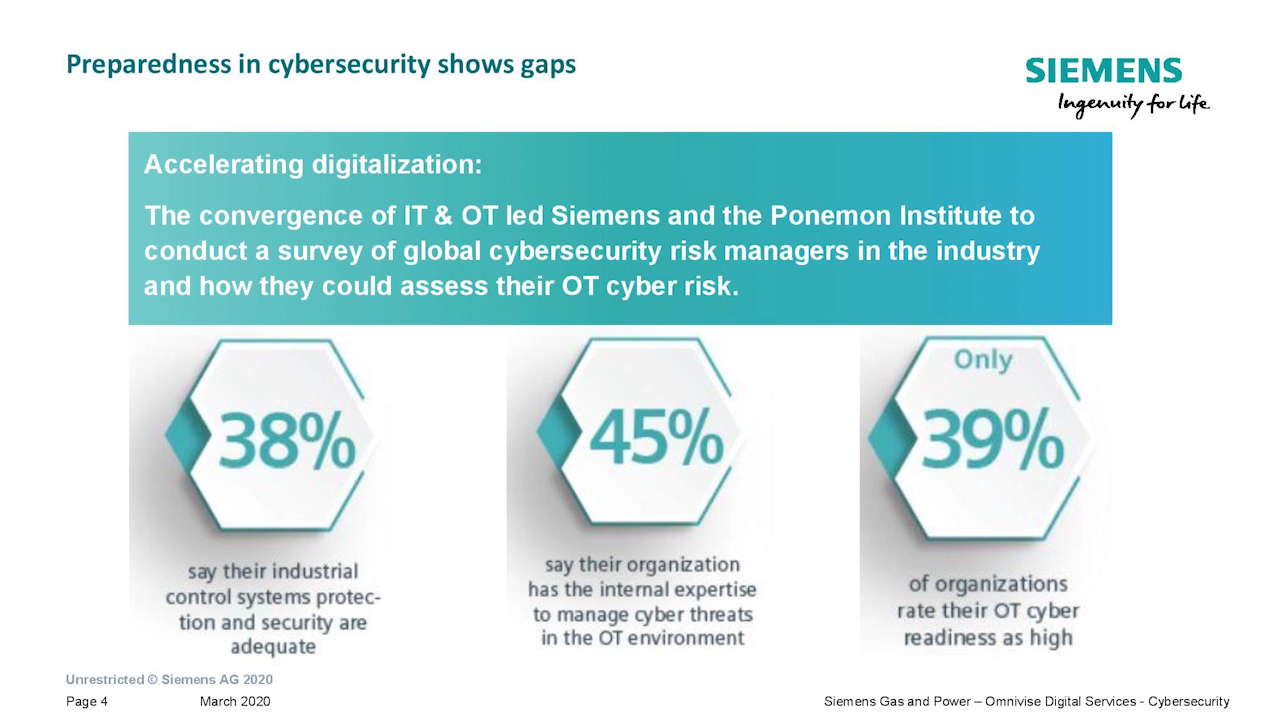 Preparedness in cybersecurity shows gaps
SIEMENS
Ingenuity for life
Accelerating digitalization:
The convergence of IT & OT led Siemens and the Ponemon Institute to
conduct a survey of global cybersecurity risk managers in the industry
and how they could assess their OT cyber risk.
38%
say their industrial
control systems protec-
tion and security are
adequate
45%
say their organization
has the internal expertise
to manage cyber threats
in the OT environment
Only
39%
of organizations
rate their OT cyber
readiness as high
Unrestricted © Siemens AG 2020
Page 4
March 2020
Siemens Gas and Power – Omnivise Digital Services - Cybersecurity